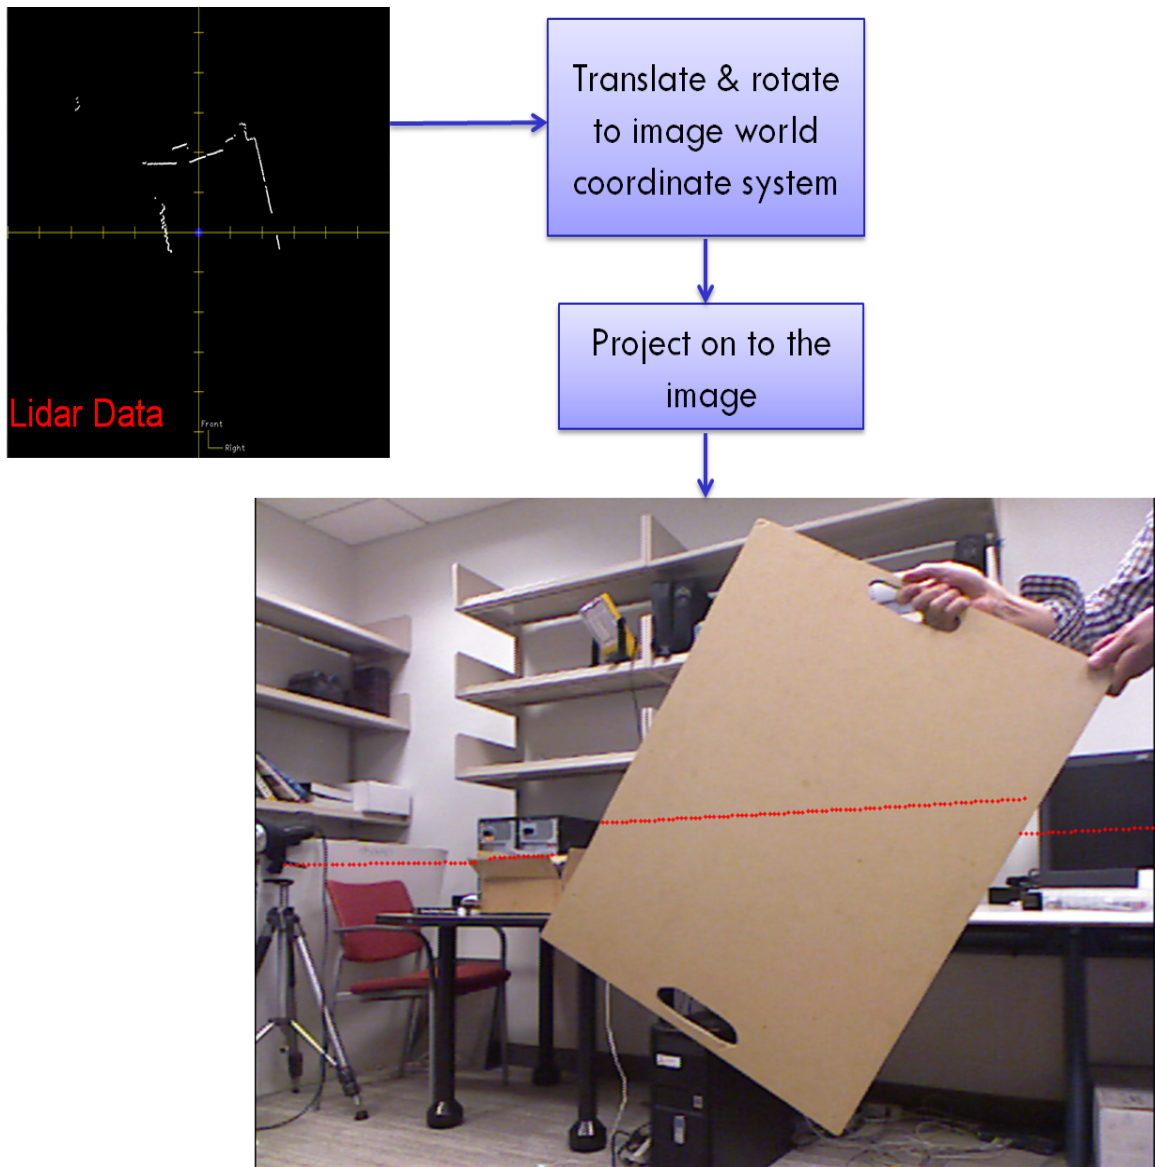 Translate & rotate
to image world
coordinate system
Lidar Data
Front
Right
Project on to the
image